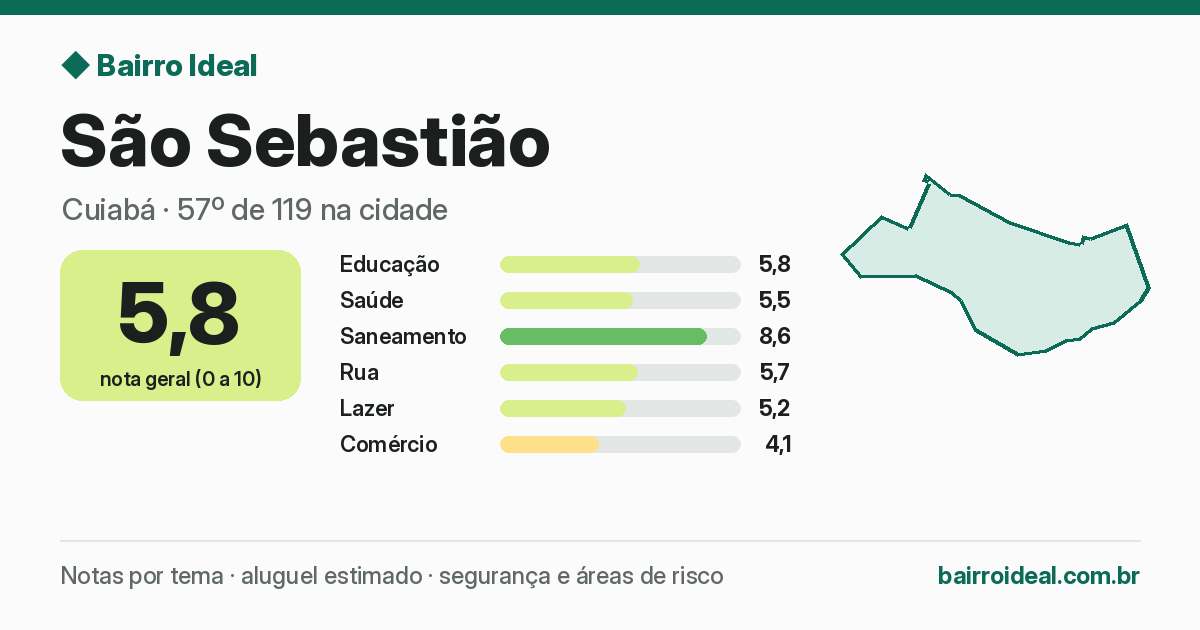 Bairro Ideal
São Sebastião
Cuiabá · 57º de 119 na cidade
5,8
nota geral (0 a 10)
Educação 5,8
Saúde 5,5
Saneamento 8,6
Rua 5,7
Lazer 5,2
Comércio 4,1
Notas por tema · aluguel estimado · segurança e áreas de risco
bairroideal.com.br